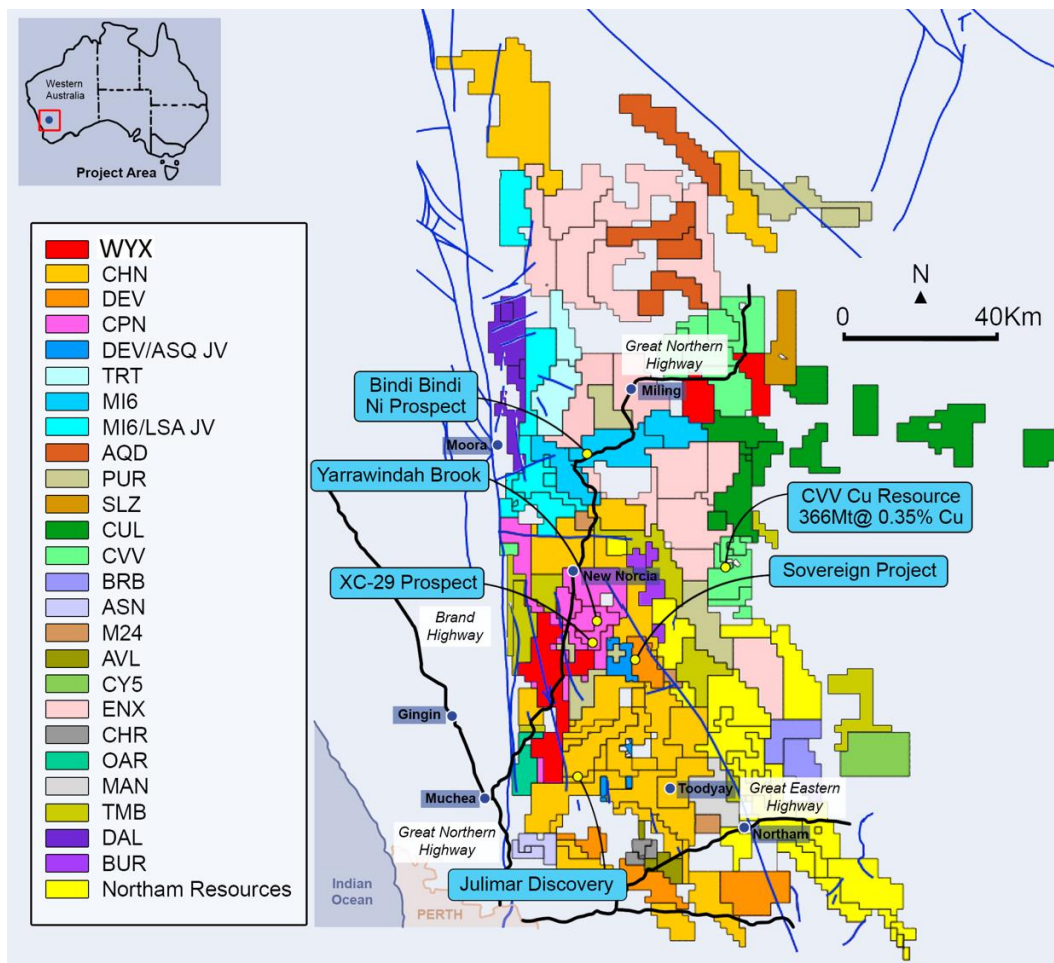 Western
Australia
Project Area
WYX
CHN
DEV
CPN
DEV/ASQ JV
TRT
MI6
MI6/LSA JV
AQD
PUR
SLZ
CUL
CVV
BRB
ASN
M24
AVL
CY5
ENX
CHR
OAR
MAN
TMB
DAL
BUR
Northam Resources
N
0 40Km
Great Northern
Highway
Bindi Bindi
Ni Prospect
Miling
Moora
Yarrawindah Brook
CVV Cu Resource
366Mt@ 0.35% Cu
XC-29 Prospect
New Norcia
Sovereign Project
Brand
Highway
Gingin
Muchea
Toodyay
Great Eastern
Highway
Northam
Great Northern
Highway
Julimar Discovery
Indian
Ocean
PERTH